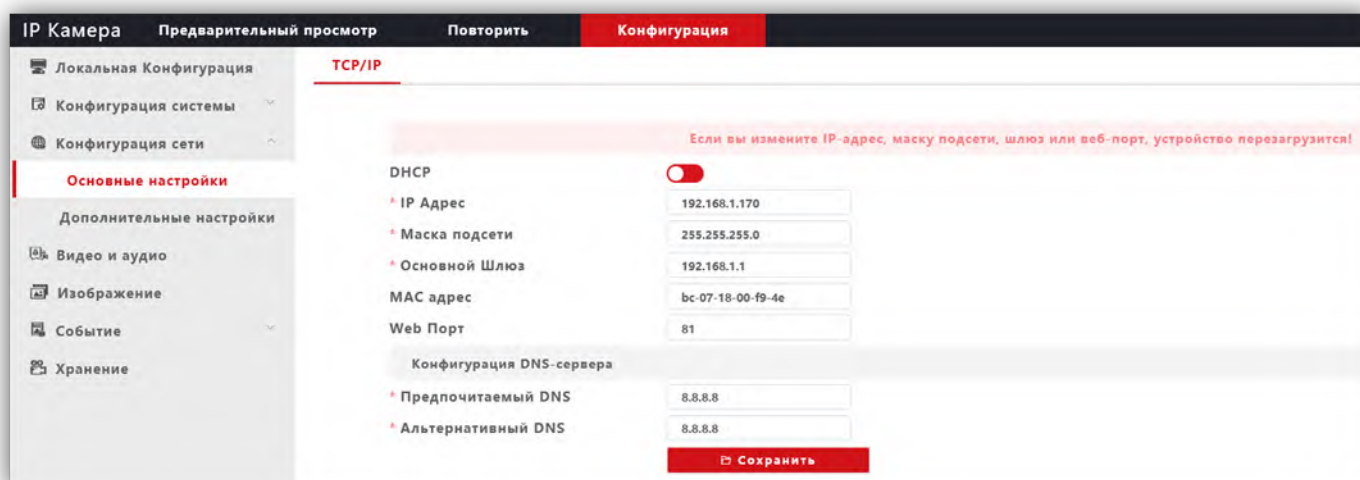 IP Камера Предварительный просмотр Повторить Конфигурация
Локальная Конфигурация
Конфигурация системы
Конфигурация сети
Основные настройки
Дополнительные настройки
Видео и аудио
Изображение
Событие
Хранение
TCP/IP
Если вы измените IP-адрес, маску подсети, шлюз или веб-порт, устройство перезагрузится!
DHCP
* IP Адрес 192.168.1.170
* Маска подсети 255.255.255.0
* Основной Шлюз 192.168.1.1
MAC адрес bc-07-18-00-f9-4e
Web Порт 81
Конфигурация DNS-сервера
* Предпочитаемый DNS 8.8.8.8
* Альтернативный DNS 8.8.8.8
Сохранить